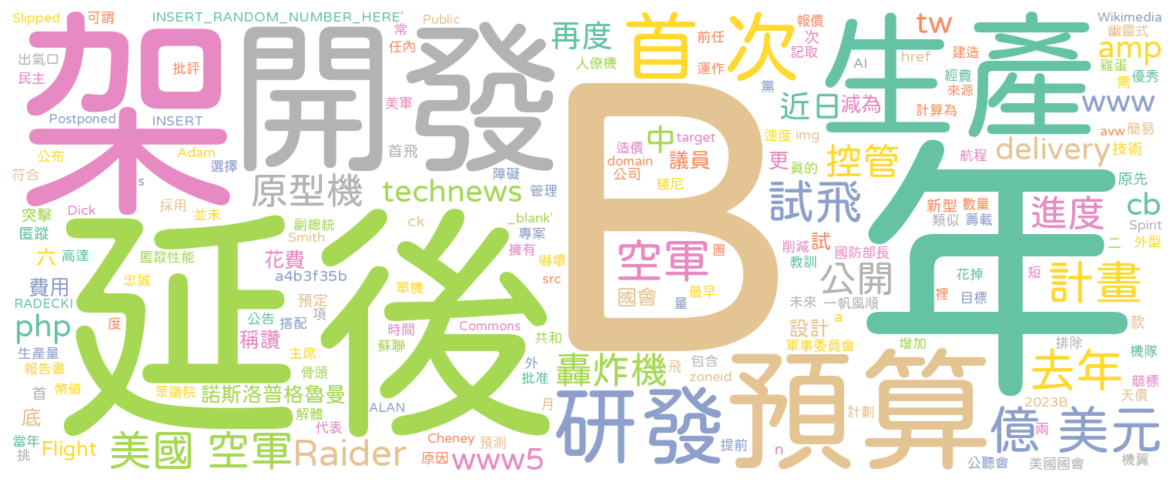 Slipped
可謂
INSERT_RANDOM_NUMBER_HERE'
常
Public
任內
再度
人僚機
首次
前任
運作
報價
次
記取
tw
Wikimedia
幽靈式
amp
雞蛋
建造
href
AI
黨
生產
需
優秀
經費
來源
www
計算為
出氣口
民主
批評
架
開發
美軍
首飛
Postponed
INSERT
公布
Adam
選擇
符合
s
採用
原型機
technews
障礙
管理
B
近日
減為
速度
img
眞的
中
target
造價
domain
公司
議員
更
控管
delivery
avw
簡易
技術
航程
年
原先
cb
新型
數量
類似
籌載
進度
Spirit
二
外型
突擊
匿蹤
Dick
並未
副總統
Smith
ck
_blank'
專案
擁有
嚇壞
src
六
高達
匿蹤性能
花費
a4b3f35b
忠誠
費用
預定
項
單機
RADECKI
php
度
公告
搭配
稱讚
時間
蘇聯
Commons
共和
延後
空軍
圖
國會
錢尼
最早
量
試飛
削減
教訓
試
國防部長
公開
未來
一帆風順
花掉
目標
裡
短
計畫
款
設計
a
軍事委員會
增加
排除
機隊
生產量
報告書
主席
骨頭
首
幣值
眾議院
諾斯洛普格魯曼
外
批准
轟炸機
飛
包含
zoneid
去年
競標
天價
2023B
底
解體
代表
ALAN
月
研發
預算
計劃
億 美元
兩
當年
挑
Flight
美國 空軍
Raider
Cheney
預測
原因
www5
提前
n
公聽會
美國國會
機翼